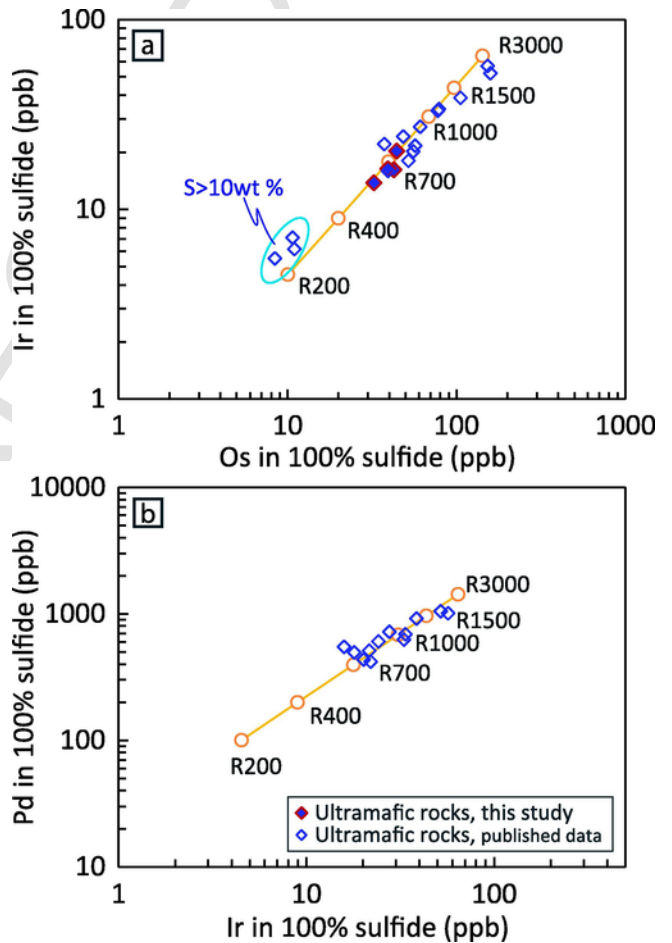 a
Ir in 100% sulfide (ppb)
100
10
1
R3000
R1500
R1000
R700
S>10wt %
R400
R200
1 10 100 1000
Os in 100% sulfide (ppb)
b
Pd in 100% sulfide (ppb)
10000
1000
100
10
R3000
R1500
R1000
R700
R400
R200
Ultramafic rocks, this study
Ultramafic rocks, published data
1 10 100
Ir in 100% sulfide (ppb)